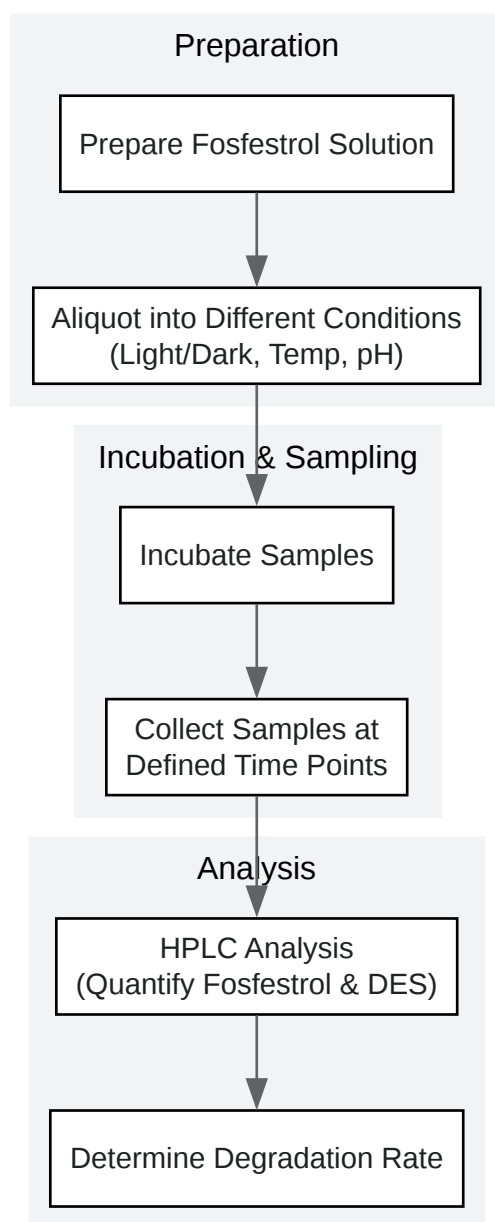 Preparation
Prepare Fosfestrol Solution
Aliquot into Different Conditions
(Light/Dark, Temp, pH)
Incubation & Sampling
Incubate Samples
Collect Samples at
Defined Time Points
Analysis
HPLC Analysis
(Quantify Fosfestrol & DES)
Determine Degradation Rate